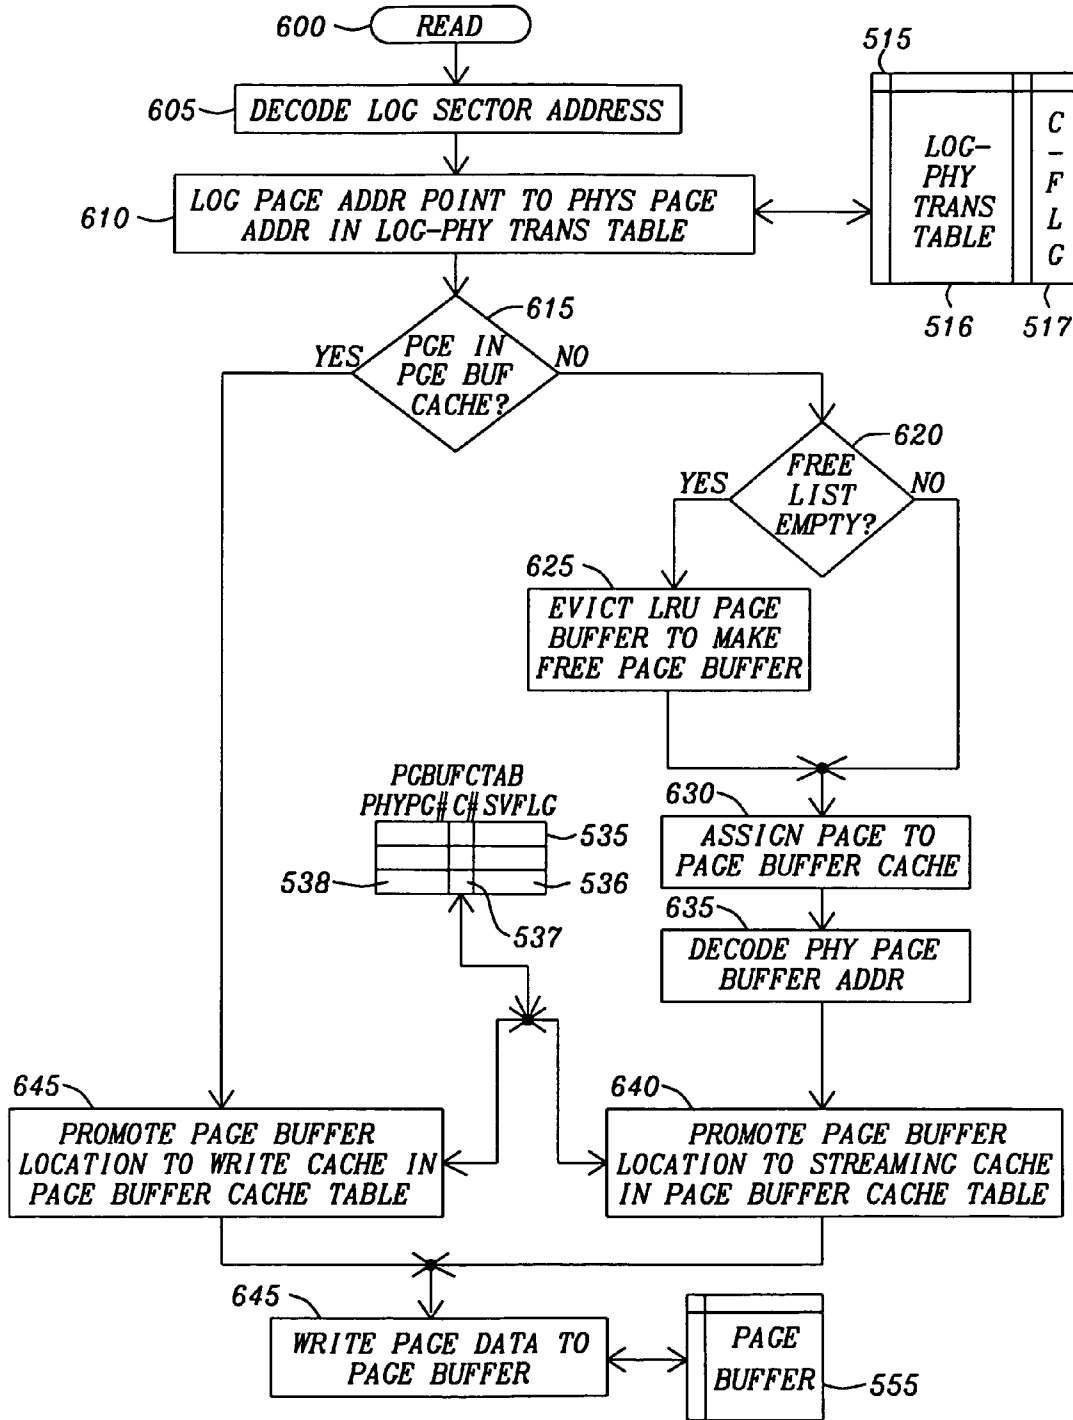 600
READ
515
605
DECODE LOG SECTOR ADDRESS
610
LOG PAGE ADDR POINT TO PHYS PAGE
ADDR IN LOG-PHY TRANS TABLE
LOG-
PHY
TRANS
TABLE
C
-
F
L
G
516
517
615
YES
PGE IN
PGE BUF
CACHE?
NO
620
YES
FREE
LIST
EMPTY?
NO
625
EVICT LRU PAGE
BUFFER TO MAKE
FREE PAGE BUFFER
PGBUFCTAB
PHYPG# C# SVFLG
535
538
536
537
630
ASSIGN PAGE TO
PAGE BUFFER CACHE
635
DECODE PHY PAGE
BUFFER ADDR
645
PROMOTE PAGE BUFFER
LOCATION TO WRITE CACHE IN
PAGE BUFFER CACHE TABLE
640
PROMOTE PAGE BUFFER
LOCATION TO STREAMING CACHE
IN PAGE BUFFER CACHE TABLE
645
WRITE PAGE DATA TO
PAGE BUFFER
PAGE
BUFFER
555